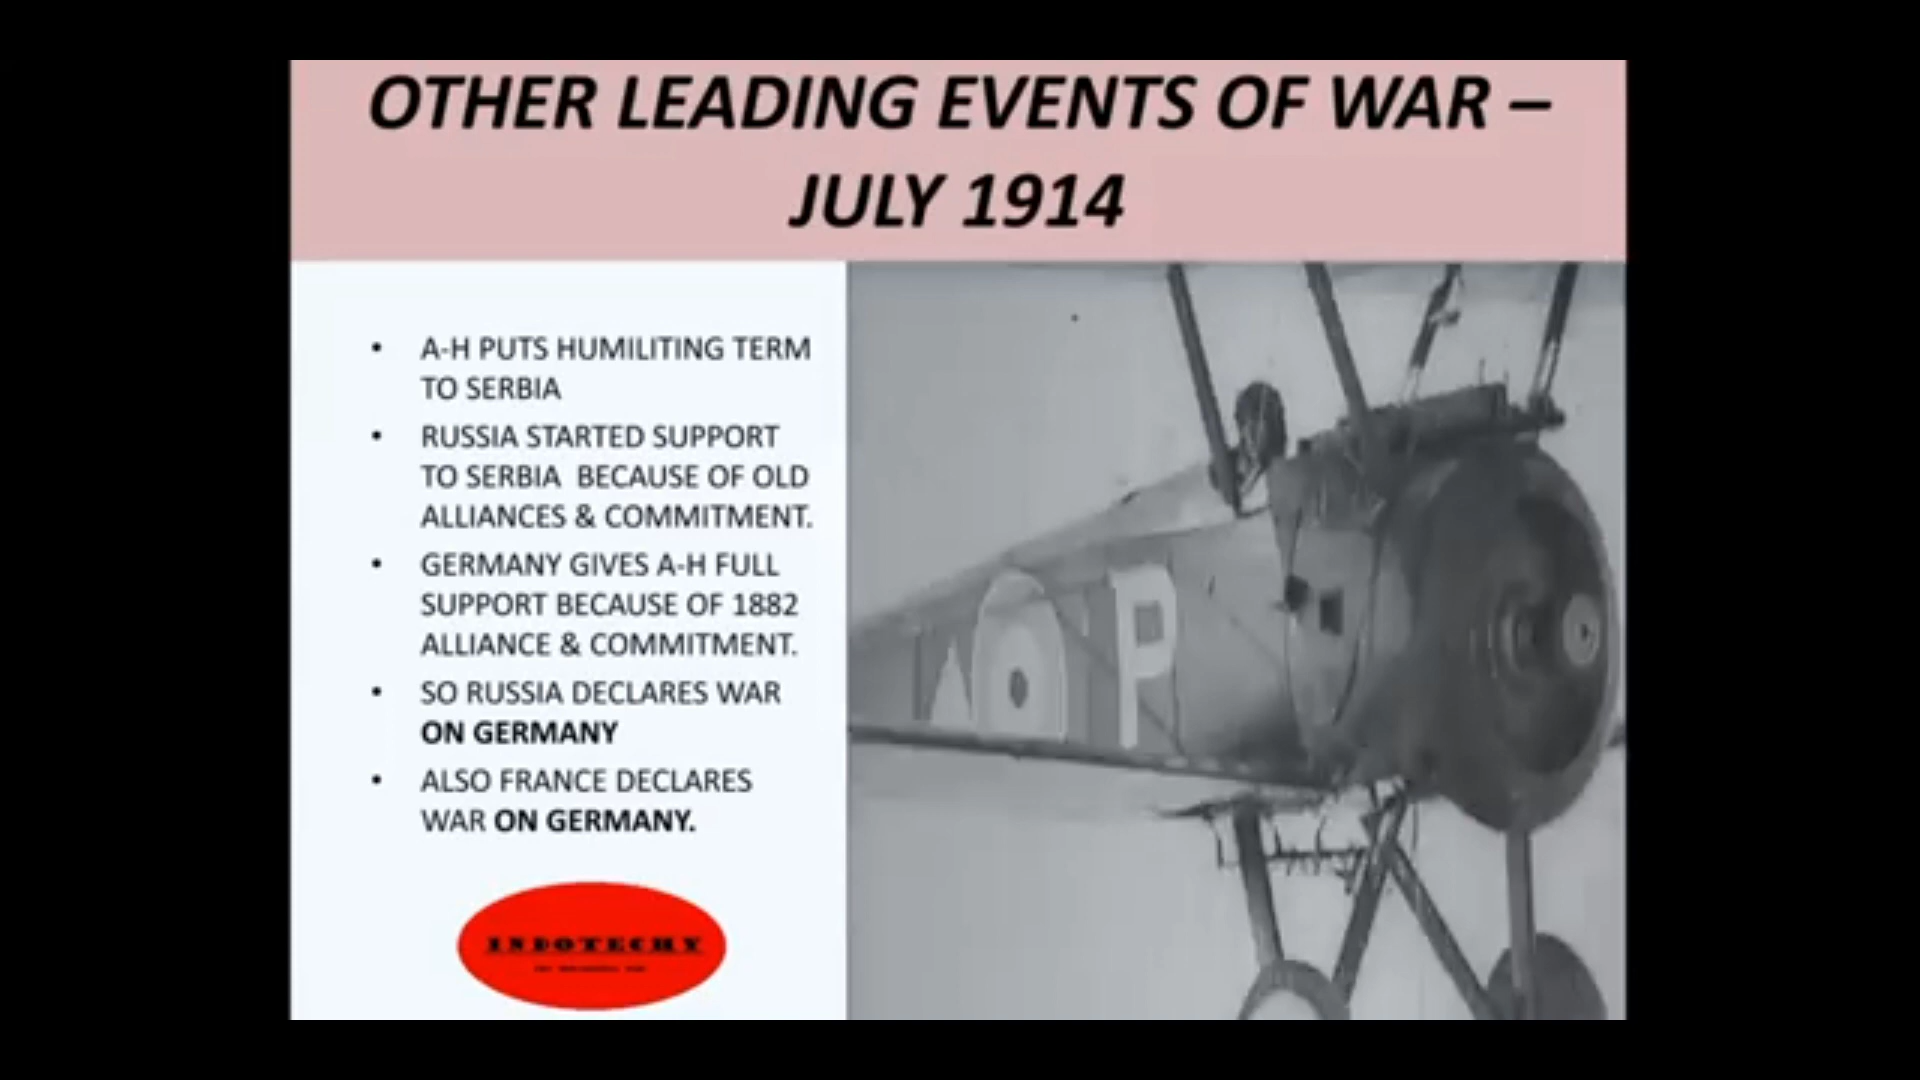 OTHER LEADING EVENTS OF WAR –
JULY 1914
• A-H PUTS HUMILITING TERM
TO SERBIA
• RUSSIA STARTED SUPPORT
TO SERBIA BECAUSE OF OLD
ALLIANCES & COMMITMENT.
• GERMANY GIVES A-H FULL
SUPPORT BECAUSE OF 1882
ALLIANCE & COMMITMENT.
• SO RUSSIA DECLARES WAR
ON GERMANY
• ALSO FRANCE DECLARES
WAR ON GERMANY.
P
INDOTECHY